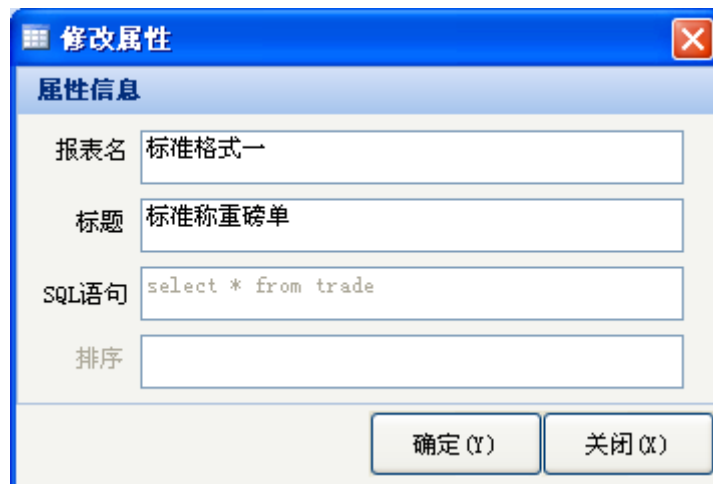 修改属性
属性信息
报表名 标准格式一
标题 标准称重磅单
SQL语句 select * from trade
排序
确定(Y) 关闭(X)